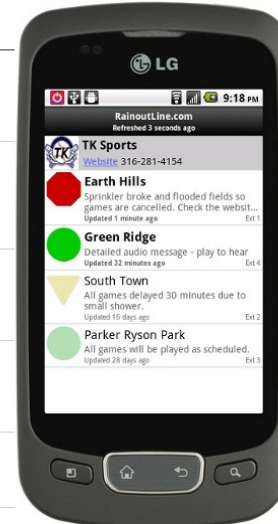 LG
9:18 PM
RainoutLine.com
Refreshed 3 seconds ago
TK
TK Sports
Website 316-281-4154
Earth Hills
Sprinkler broke and flooded fields so
games are cancelled. Check the websit...
Updated 1 minute ago Ext 1
Green Ridge
Detailed audio message - play to hear
Updated 32 minutes ago Ext 4
South Town
All games delayed 30 minutes due to
small shower.
Updated 16 days ago Ext 2
Parker Ryson Park
All games will be played as scheduled.
Updated 28 days ago Ext 3